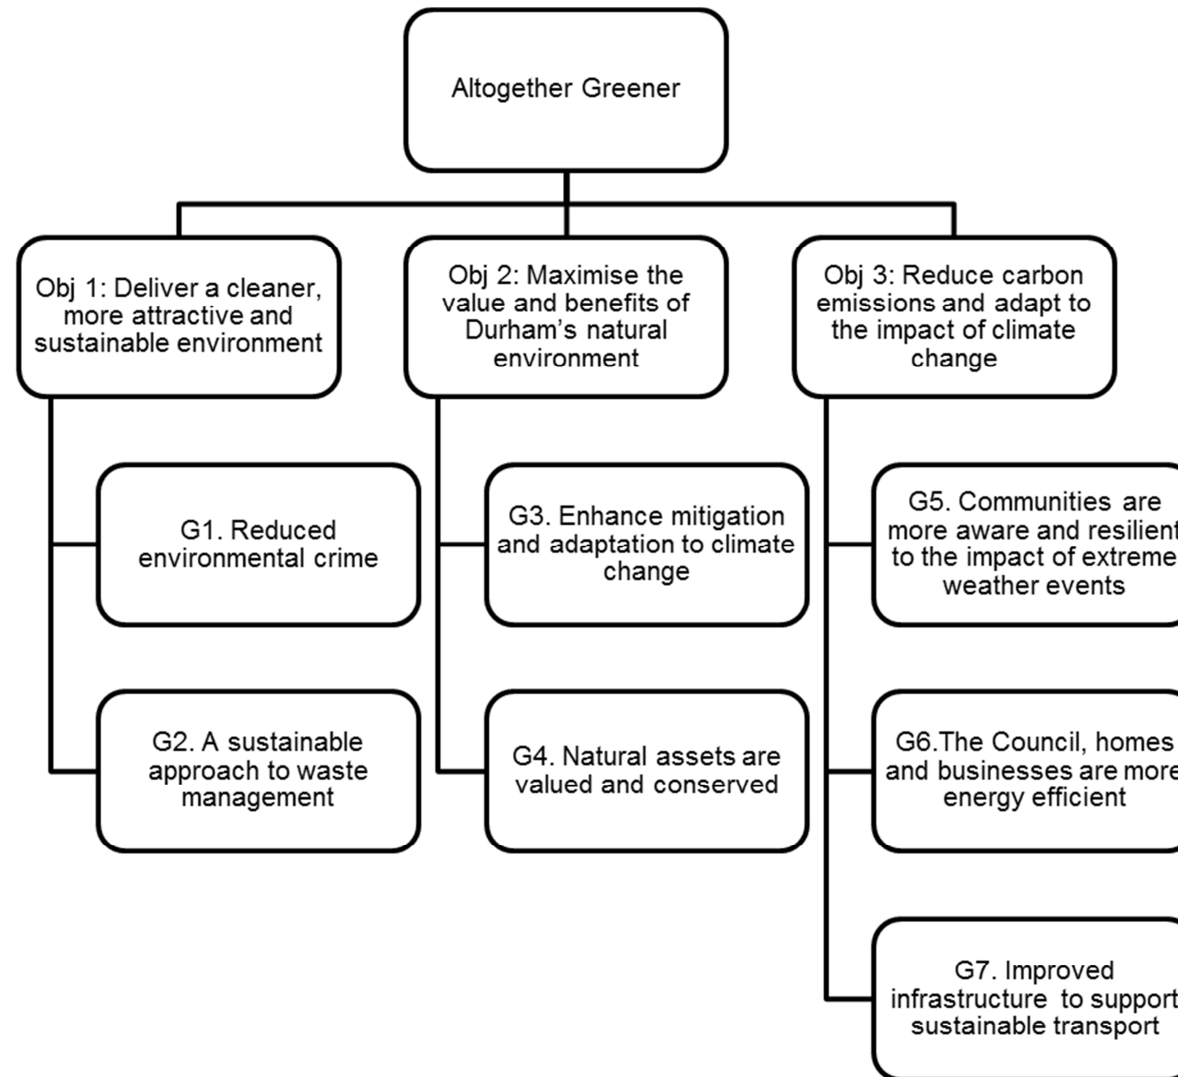 Altogether Greener
Obj 1: Deliver a cleaner,
more attractive and
sustainable environment
Obj 2: Maximise the
value and benefits of
Durham’s natural
environment
Obj 3: Reduce carbon
emissions and adapt to
the impact of climate
change
G1. Reduced
environmental crime
G2. A sustainable
approach to waste
management
G3. Enhance mitigation
and adaptation to climate
change
G4. Natural assets are
valued and conserved
G5. Communities are
more aware and resilient
to the impact of extreme
weather events
G6.The Council, homes
and businesses are more
energy efficient
G7. Improved
infrastructure to support
sustainable transport